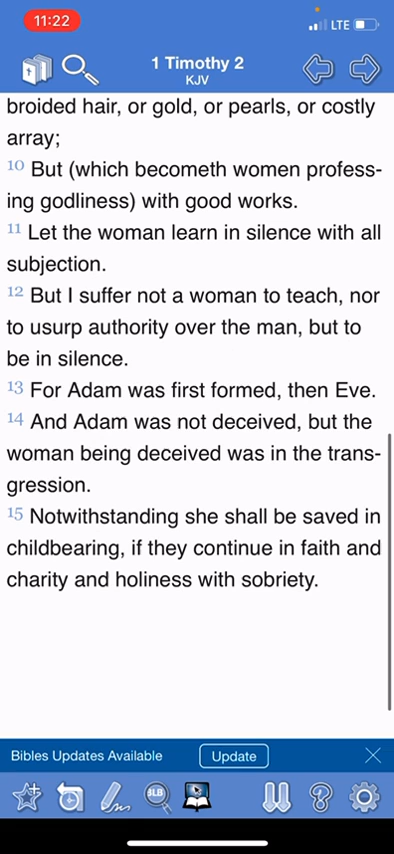 11:22
LTE
1 Timothy 2
KJV
broided hair, or gold, or pearls, or costly
array;
10 But (which becometh women profess-
ing godliness) with good works.
11 Let the woman learn in silence with all
subjection.
12 But I suffer not a woman to teach, nor
to usurp authority over the man, but to
be in silence.
13 For Adam was first formed, then Eve.
14 And Adam was not deceived, but the
woman being deceived was in the trans-
gression.
15 Notwithstanding she shall be saved in
childbearing, if they continue in faith and
charity and holiness with sobriety.
Bibles Updates Available
Update
BLB